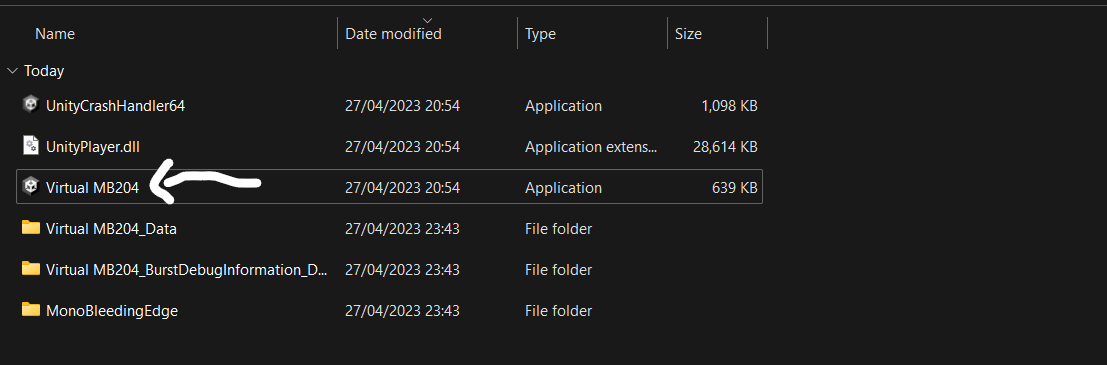 Name Date modified Type Size
Today
UnityCrashHandler64 27/04/2023 20:54 Application 1,098 KB
UnityPlayer.dll 27/04/2023 20:54 Application extens... 28,614 KB
Virtual MB204 27/04/2023 20:54 Application 639 KB
Virtual MB204_Data 27/04/2023 23:43 File folder
Virtual MB204_BurstDebugInformation_D... 27/04/2023 23:43 File folder
MonoBleedingEdge 27/04/2023 23:43 File folder